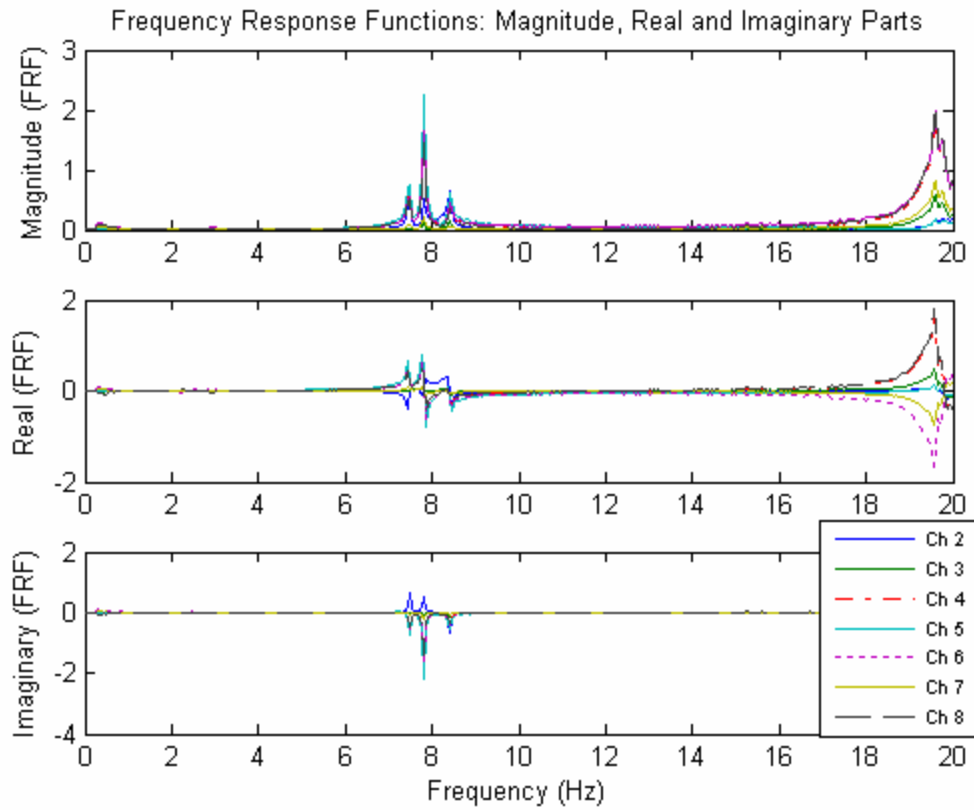 Frequency Response Functions: Magnitude, Real and Imaginary Parts
Magnitude (FRF)
3
2
1
0
0 2 4 6 8 10 12 14 16 18 20
Real (FRF)
2
0
-2
0 2 4 6 8 10 12 14 16 18 20
Imaginary (FRF)
2
0
-2
-4
0 2 4 6 8 10 12 14 16 18 20
Frequency (Hz)
Ch 2
Ch 3
Ch 4
Ch 5
Ch 6
Ch 7
Ch 8